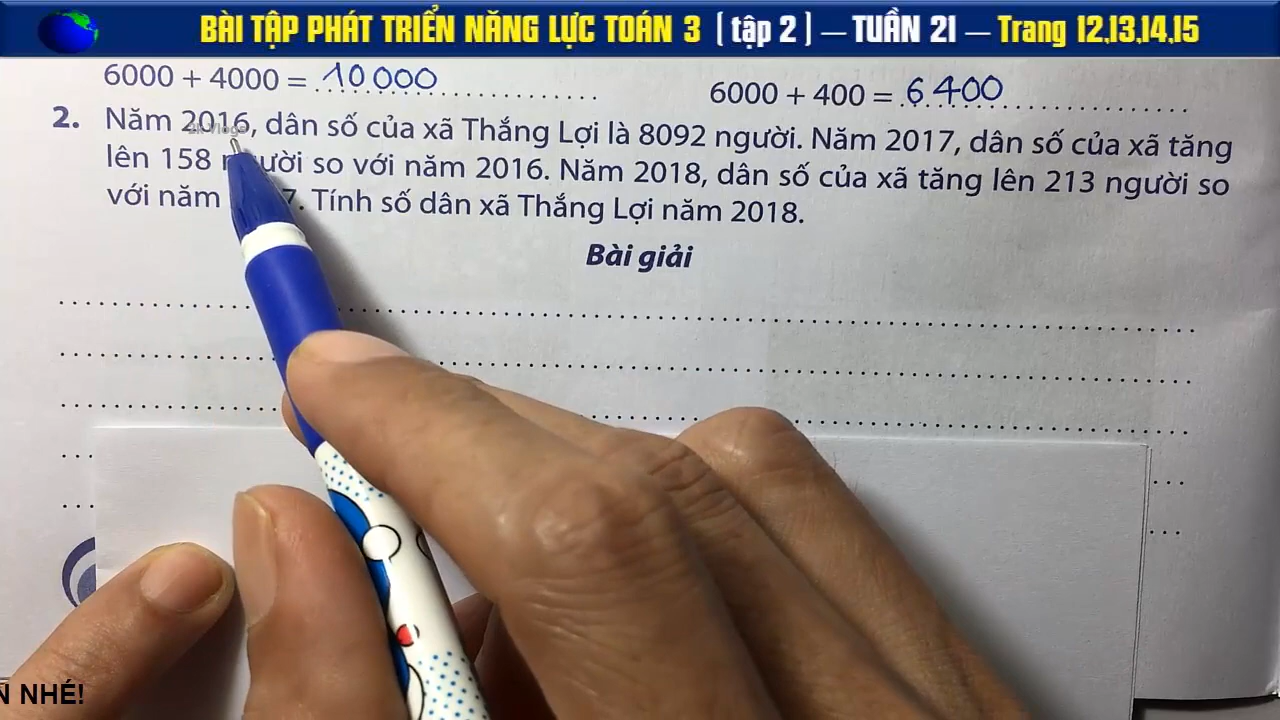 BÀI TẬP PHÁT TRIỂN NĂNG LỰC TOÁN 3 ( tập 2 ) – TUẦN 21 – Trang 12,13,14,15
6000 + 4000 = 10 000
6000 + 400 = 6 400
2. Năm 2016, dân số của xã Thắng Lợi là 8092 người. Năm 2017, dân số của xã tăng
lên 158 người so với năm 2016. Năm 2018, dân số của xã tăng lên 213 người so
với năm 7. Tính số dân xã Thắng Lợi năm 2018.
Bài giải
NHÉ!